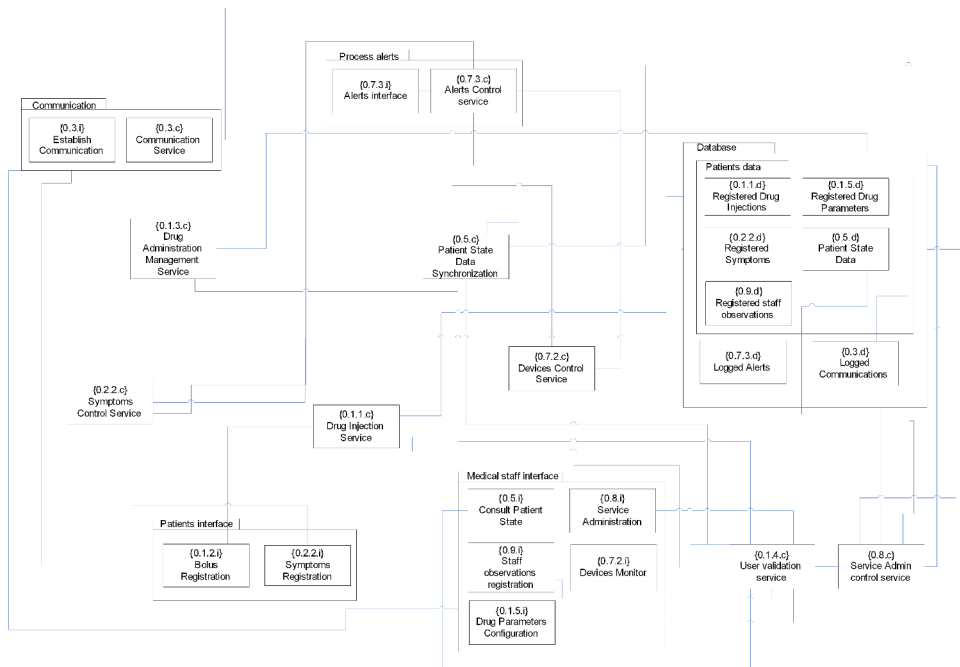 Process alerts
{0.7.3.i}
Alerts interface
{0.7.3.c}
Alerts Control
service
Communication
{0.3.i}
Establish
Communication
{0.3.c}
Communication
Service
Database
Patients data
{0.1.1.d}
Registered Drug
Injections
{0.1.5.d}
Registered Drug
Parameters
{0.2.2.d}
Registered
Symptoms
{0.5.d}
Patient State
Data
{0.9.d}
Registered staff
observations
{0.7.3.d}
Logged Alerts
{0.3.d}
Logged
Communications
{0.1.3.c}
Drug
Administration
Management
Service
{0.5.c}
Patient State
Data
Synchronization
{0.7.2.c}
Devices Control
Service
{0.2.2.c}
Symptoms
Control Service
{0.1.1.c}
Drug Injection
Service
Patients interface
{0.1.2.i}
Bolus
Registration
{0.2.2.i}
Symptoms
Registration
Medical staff interface
{0.5.i}
Consult Patient
State
{0.8.i}
Service
Administration
{0.9.i}
Staff
observations
registration
{0.7.2.i}
Devices Monitor
{0.1.5.i}
Drug Parameters
Configuration
{0.1.4.c}
User validation
service
{0.8.c}
Service Admin
control service